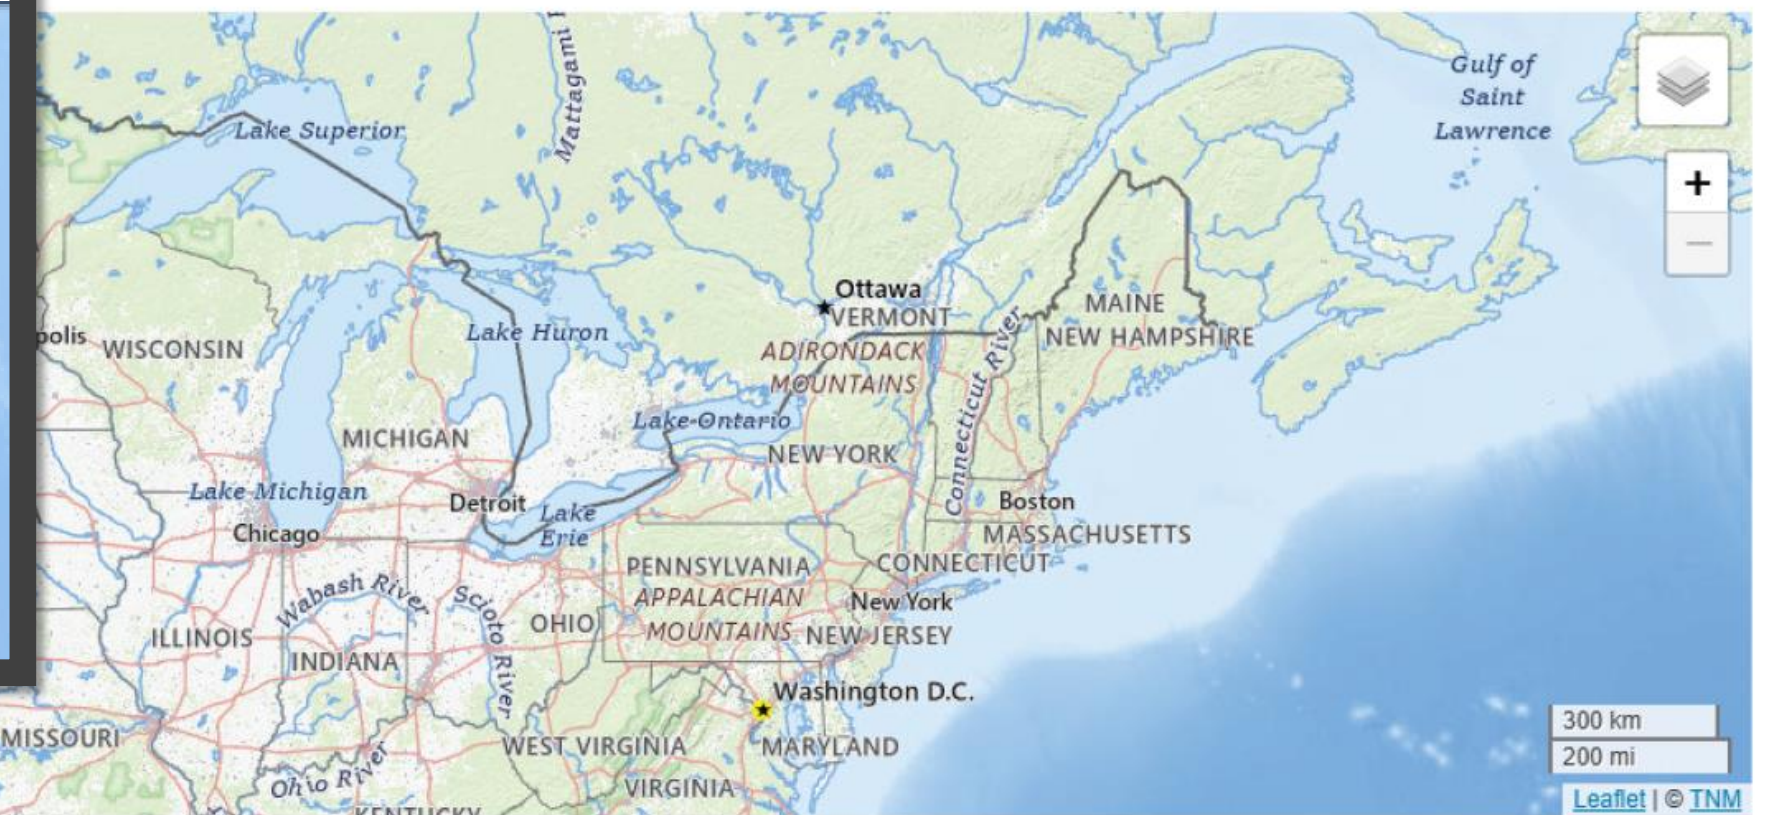 Mattagami
Gulf of
Saint
Lawrence
Lake Superior
+
−
Ottawa
VERMONT
MAINE
NEW HAMPSHIRE
polis
WISCONSIN
Lake Huron
ADIRONDACK
MOUNTAINS
Connecticut River
Lake Ontario
MICHIGAN
NEW YORK
Lake Michigan
Detroit
Lake
Erie
Boston
Chicago
MASSACHUSETTS
PENNSYLVANIA
CONNECTICUT
Wabash River
Scioto River
APPALACHIAN
MOUNTAINS
New York
OHIO
ILLINOIS
NEW JERSEY
INDIANA
Washington D.C.
MISSOURI
WEST VIRGINIA
MARYLAND
Ohio River
VIRGINIA
KENTUCKY
300 km
200 mi
Leaflet | © TNM